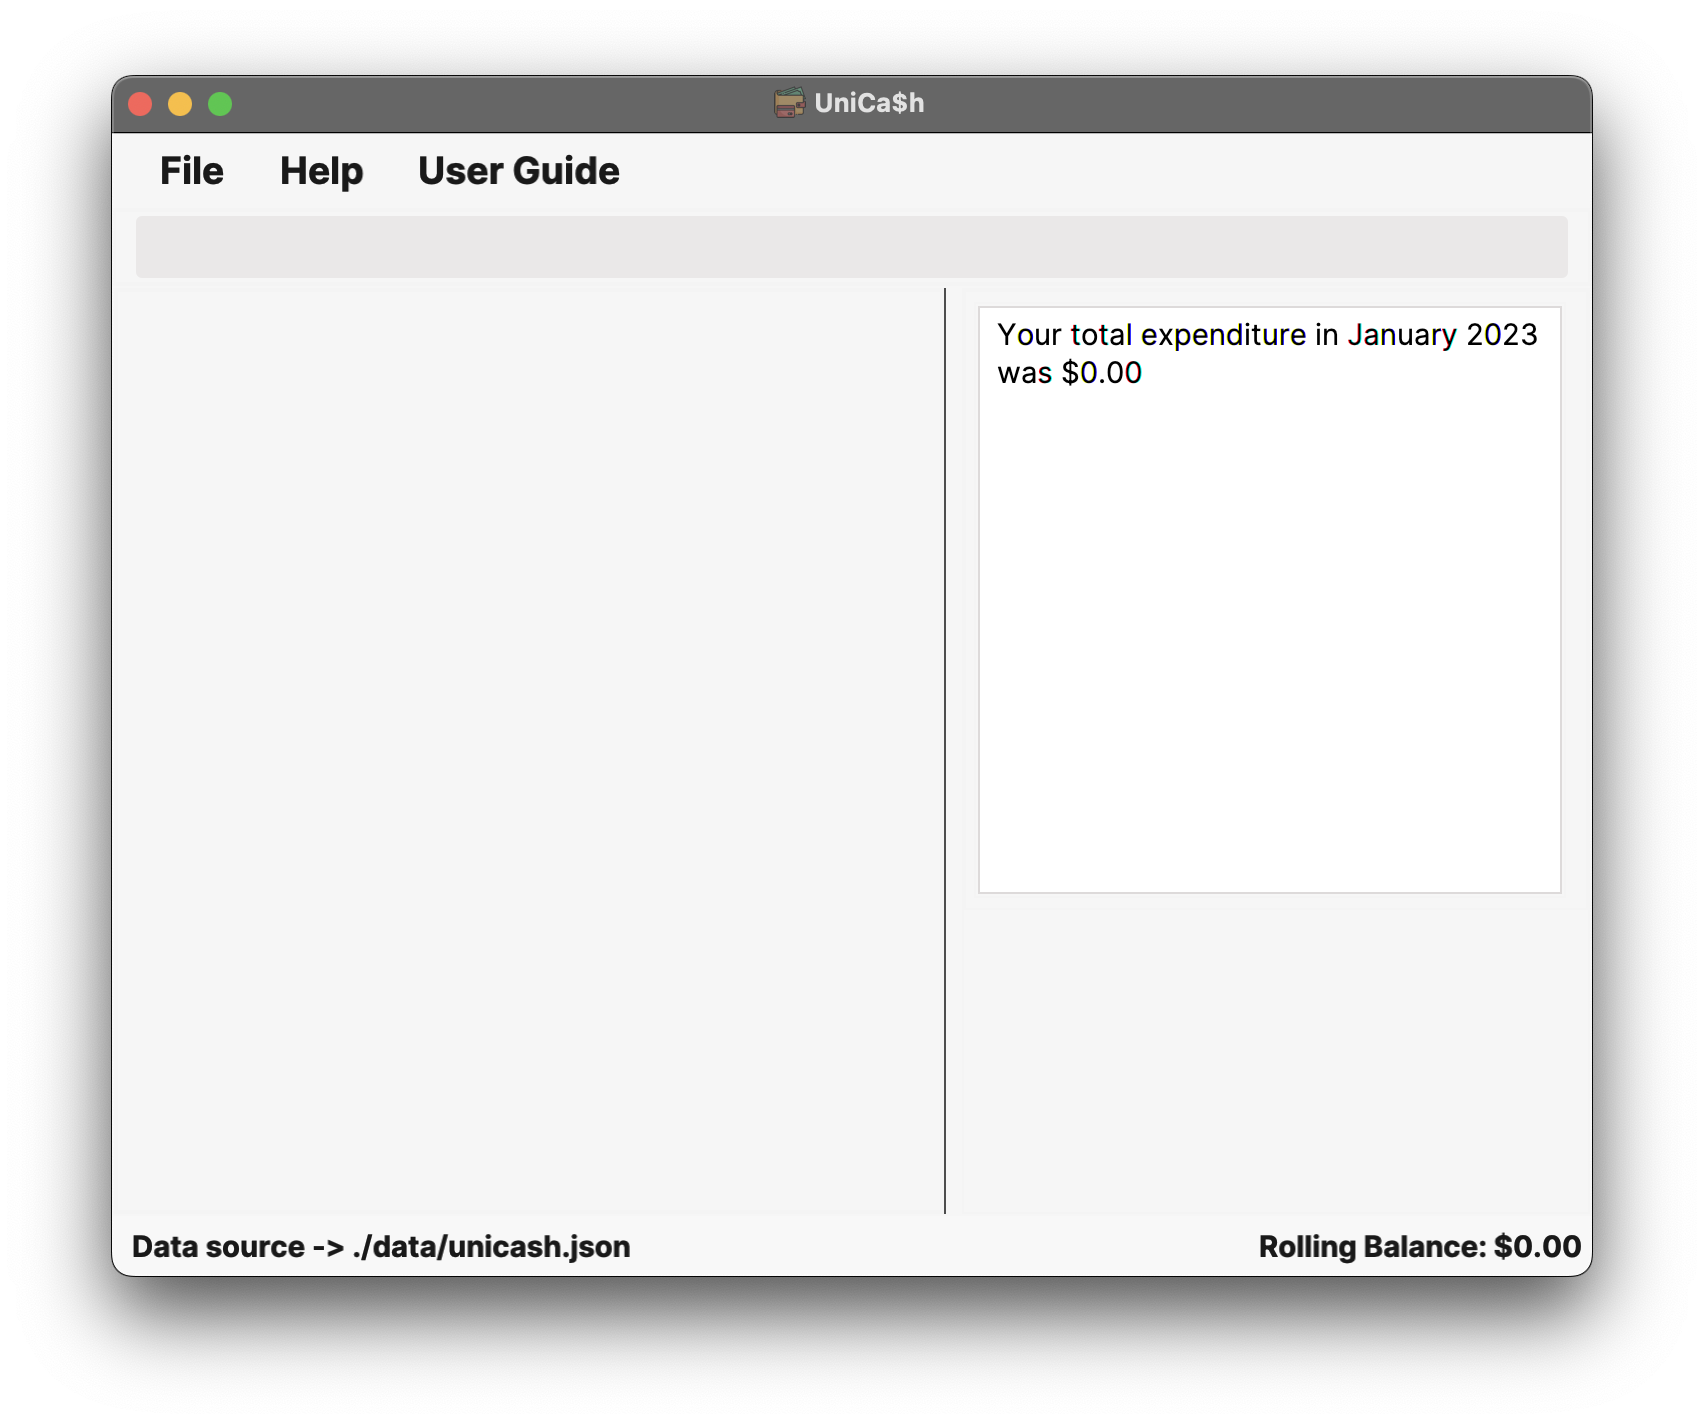 UniCa$h
File Help User Guide
Your total expenditure in January 2023
was $0.00
Data source -> ./data/unicash.json
Rolling Balance: $0.00